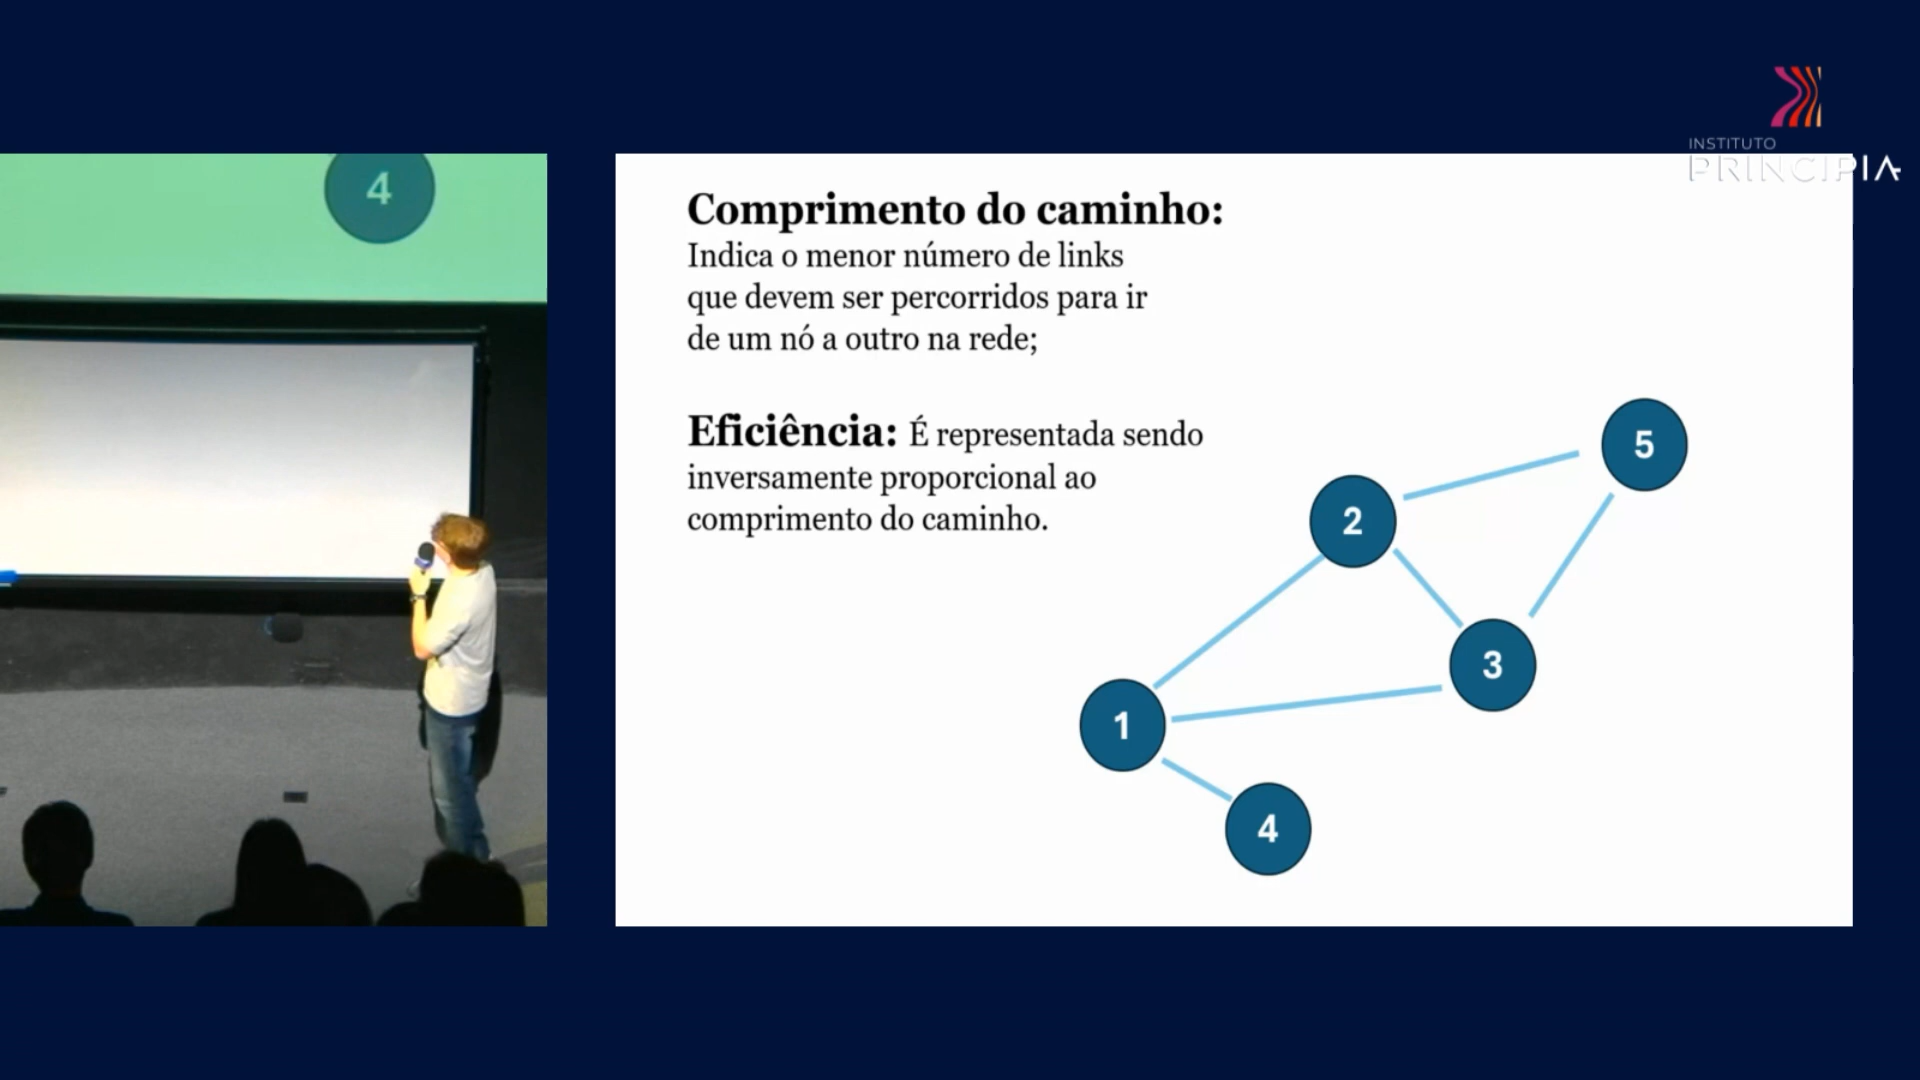 INSTITUTO
PRINCIPIA
4
Comprimento do caminho:
Indica o menor número de links
que devem ser percorridos para ir
de um nó a outro na rede;
Eficiência: É representada sendo
inversamente proporcional ao
comprimento do caminho.
5
2
3
1
4